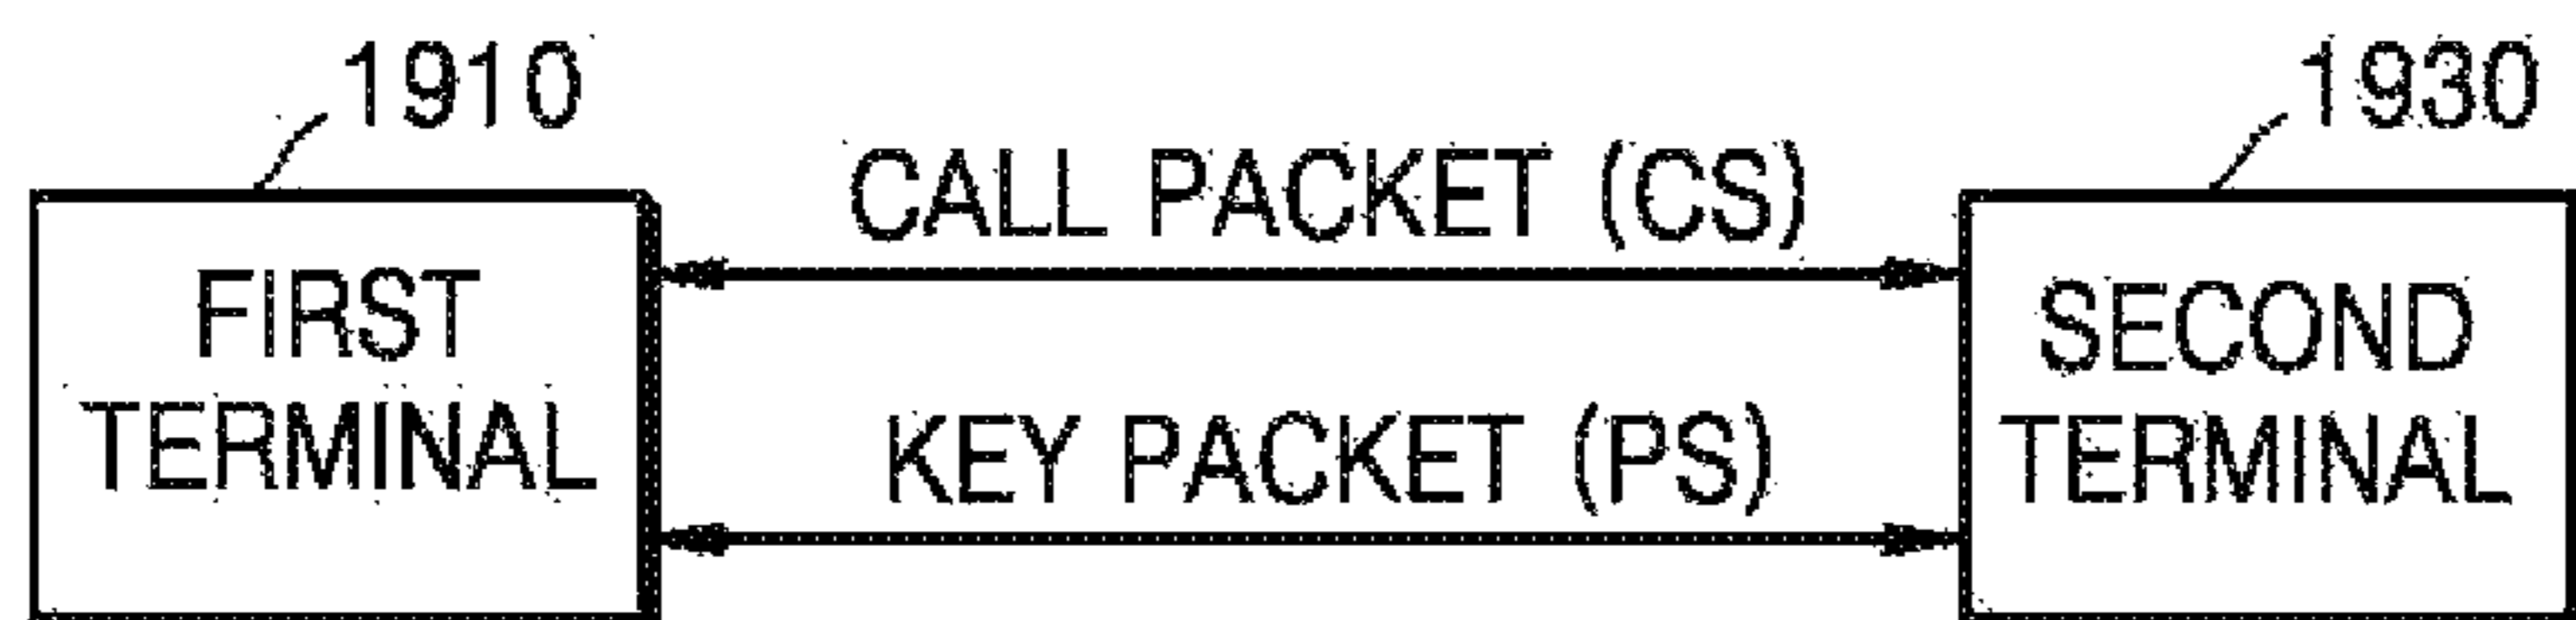 1910
1930
CALL PACKET (CS)
FIRST
TERMINAL
SECOND
TERMINAL
KEY PACKET (PS)